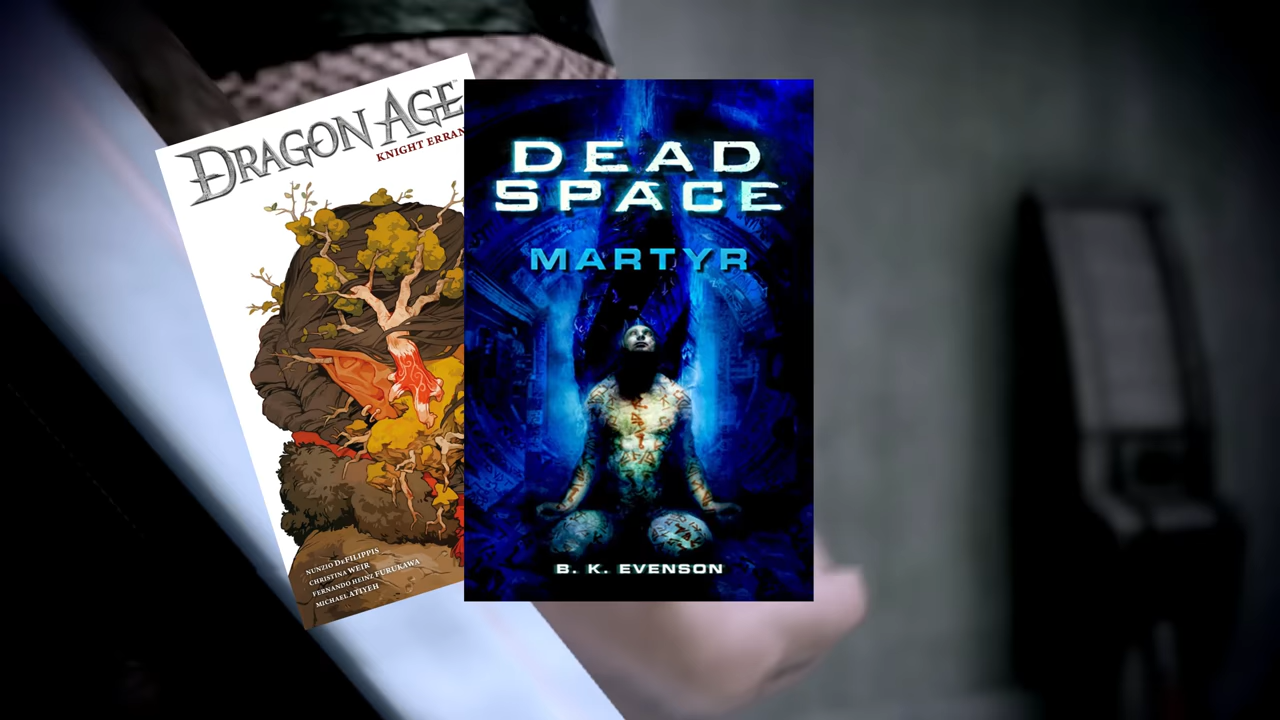 DRAGON AGE
KNIGHT ERRAN
NUNZIO DEFILIPPIS
CHRISTINA WEIR
FERNANDO HEINZ FURUKAWA
MICHAEL ATIYEH
DEAD
SPACE
MARTYR
B. K. EVENSON